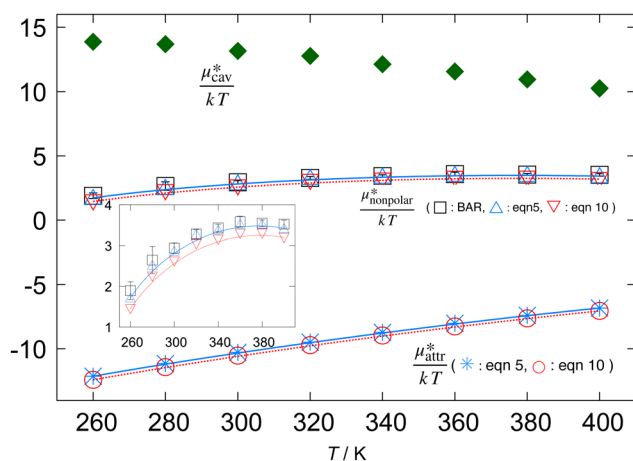 15
10
5
0
-5
-10
μ*cav / kT
μ*nonpolar / kT ( □ : BAR, △ : eqn5, ▽ : eqn 10 )
4
3
2
1
260 300 340 380
μ*attr / kT ( ✳ : eqn 5, ○ : eqn 10 )
260 280 300 320 340 360 380 400
T / K